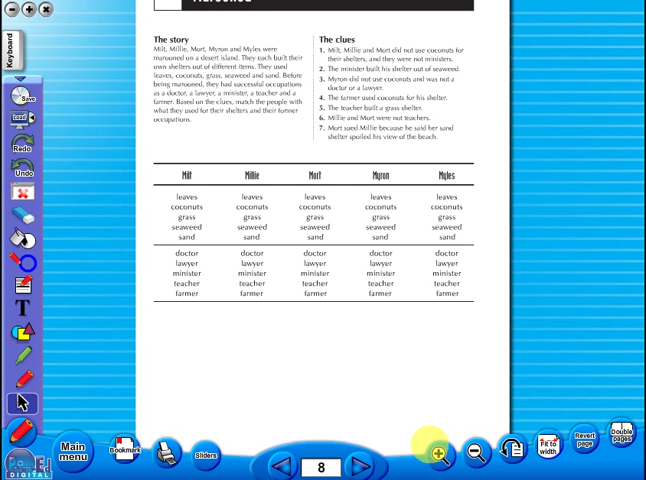 Keyboard
The story
Milt, Millie, Mort, Myron and Myles were
marooned on a desert island. They each built their
own shelters out of different items. They used
leaves, coconuts, grass, seaweed and sand. Before
being marooned, they had successful occupations
as a doctor, a lawyer, a minister, a teacher and a
farmer. Based on the clues, match the people with
what they used for their shelters and their former
occupations.
The clues
1. Milt, Millie and Mort did not use coconuts for
their shelters, and they were not ministers.
2. The minister built his shelter out of seaweed.
3. Myron did not use coconuts and was not a
doctor or a lawyer.
4. The farmer used coconuts for his shelter.
5. The teacher built a grass shelter.
6. Millie and Mort were not teachers.
7. Mort sued Millie because he said her sand
shelter spoiled his view of the beach.
Milt Millie Mort Myron Myles
leaves leaves leaves leaves leaves
coconuts coconuts coconuts coconuts coconuts
grass grass grass grass grass
seaweed seaweed seaweed seaweed seaweed
sand sand sand sand sand
doctor doctor doctor doctor doctor
lawyer lawyer lawyer lawyer lawyer
minister minister minister minister minister
teacher teacher teacher teacher teacher
farmer farmer farmer farmer farmer
Save
Load
Redo
Undo
T
Main
menu
Bookmark
Sliders
8
Fit to
width
Revert
page
Double
pages
DIGITAL